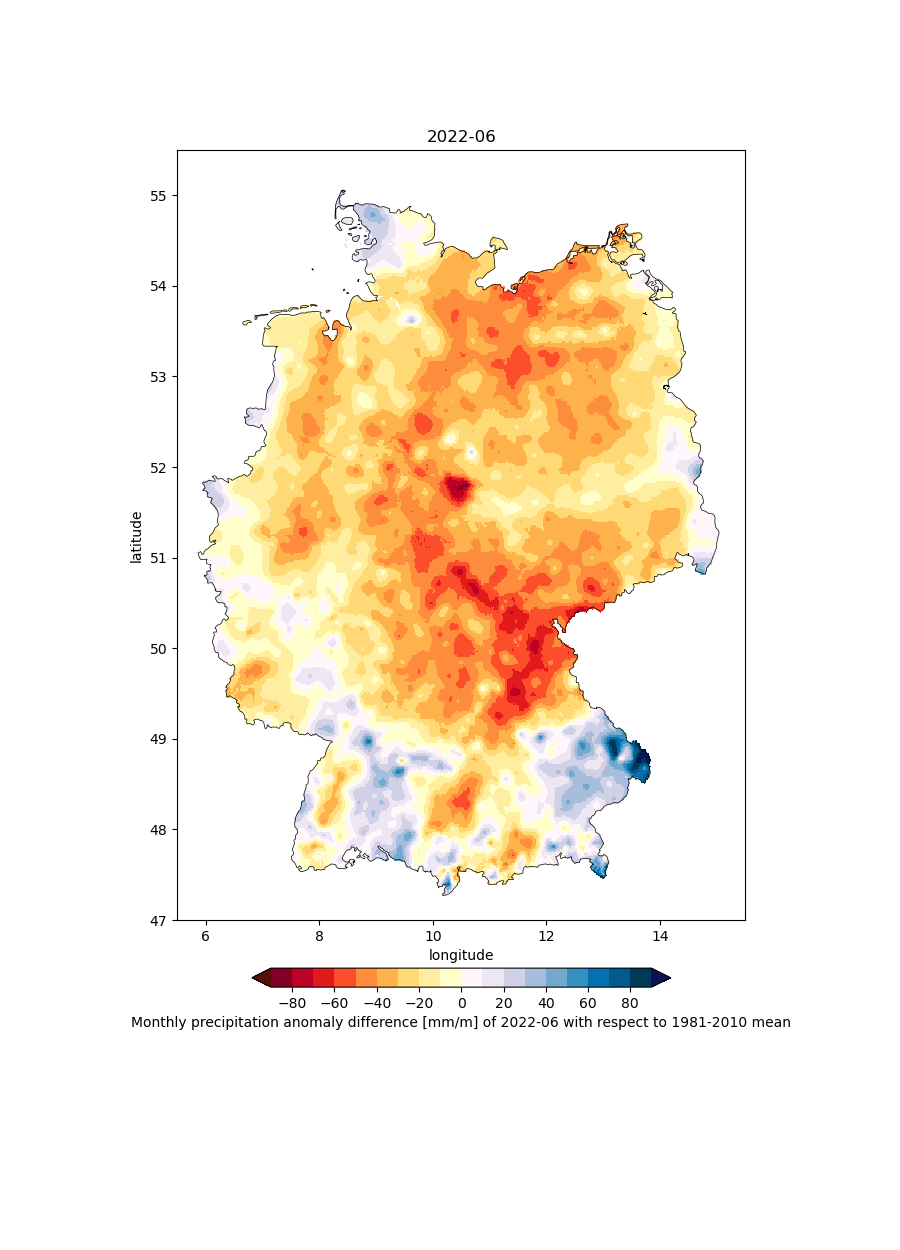 2022-06
55
54
53
52
51
50
49
48
47
latitude
6 8 10 12 14
longitude
−80 −60 −40 −20 0 20 40 60 80
Monthly precipitation anomaly difference [mm/m] of 2022-06 with respect to 1981-2010 mean